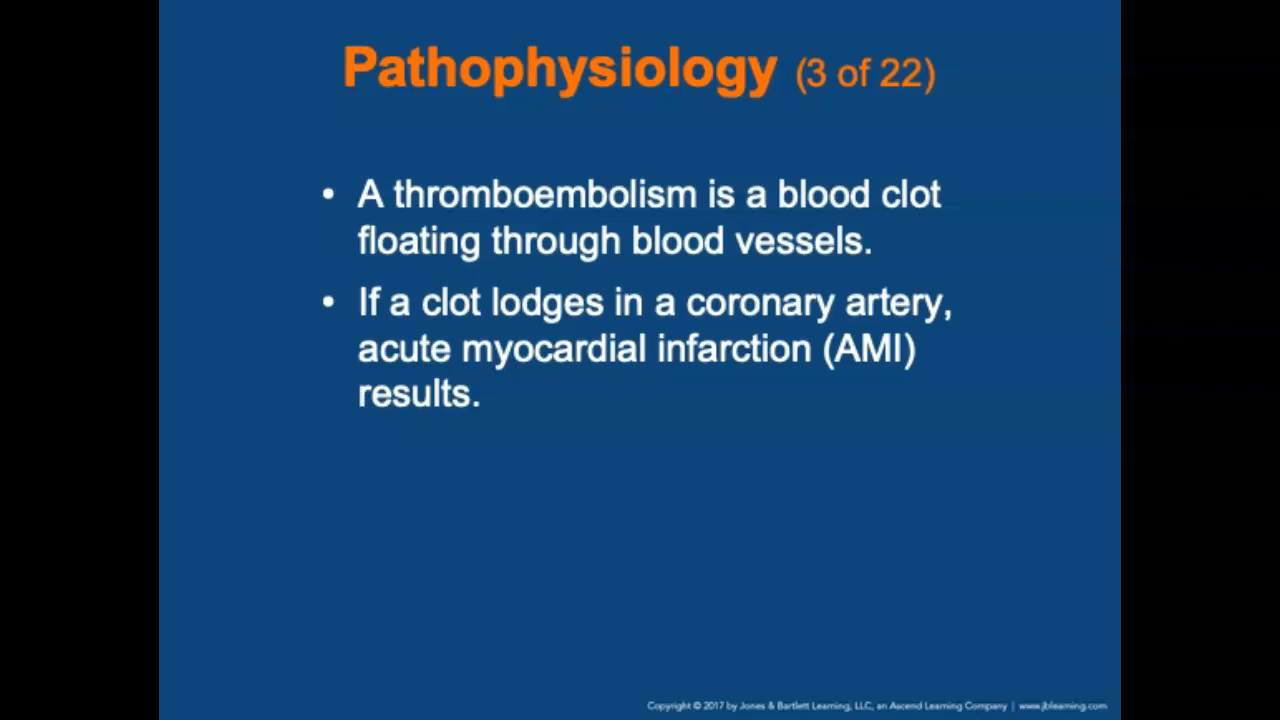 Pathophysiology (3 of 22)
• A thromboembolism is a blood clot
floating through blood vessels.
• If a clot lodges in a coronary artery,
acute myocardial infarction (AMI)
results.
Copyright © 2017 by Jones & Bartlett Learning, LLC, an Ascend Learning Company | www.jblearning.com